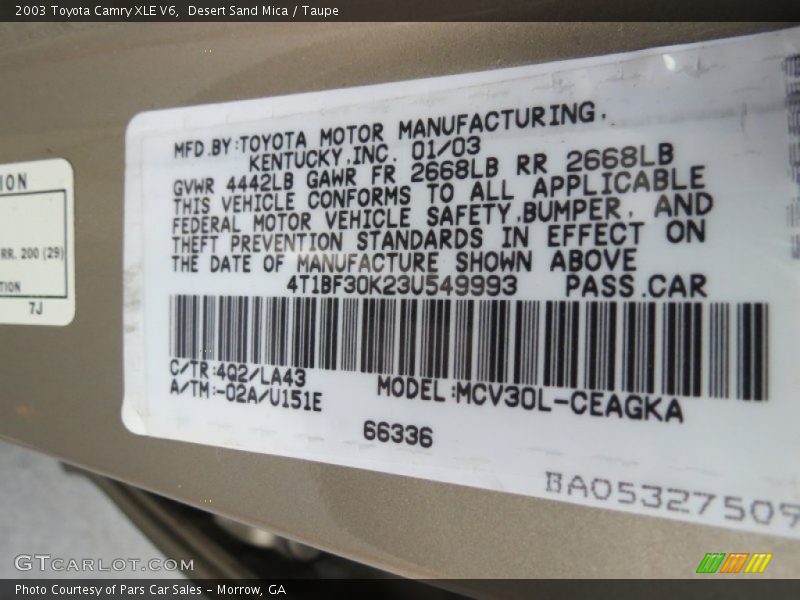 2003 Toyota Camry XLE V6,  Desert Sand Mica / Taupe
ION
RR. 200 (29)
TION
7J
MFD.BY:TOYOTA MOTOR MANUFACTURING,
KENTUCKY,INC. 01/03
GVWR 4442LB GAWR FR 2668LB RR 2668LB
THIS VEHICLE CONFORMS TO ALL APPLICABLE
FEDERAL MOTOR VEHICLE SAFETY,BUMPER, AND
THEFT PREVENTION STANDARDS IN EFFECT ON
THE DATE OF MANUFACTURE SHOWN ABOVE
4T1BF30K23U549993 PASS.CAR
C/TR:4Q2/LA43
A/TM:-02A/U151E
MODEL:MCV30L-CEAGKA
66336
BA05327509
GTCARLOT.COM
Photo Courtesy of Pars Car Sales - Morrow, GA